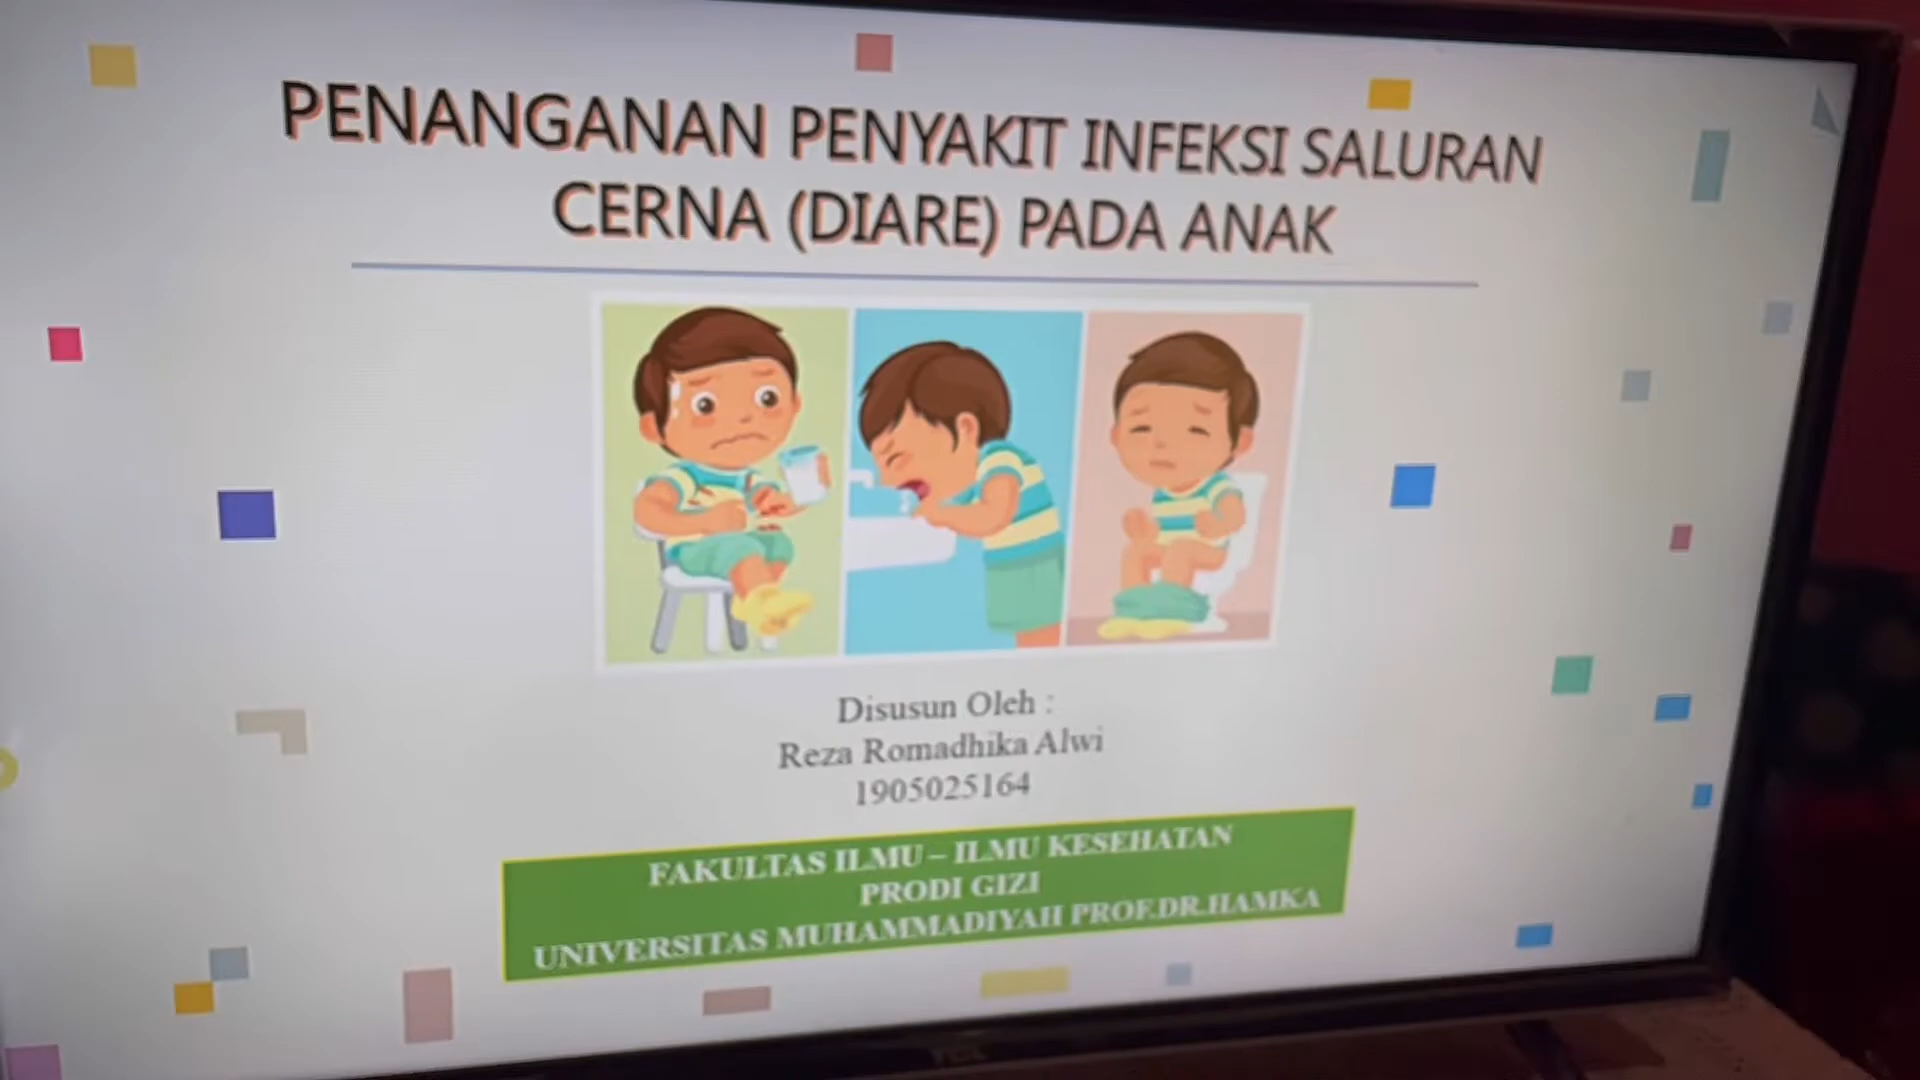 PENANGANAN PENYAKIT INFEKSI SALURAN
CERNA (DIARE) PADA ANAK
Disusun Oleh :
Reza Romadhika Alwi
1905025164
FAKULTAS ILMU – ILMU KESEHATAN
PRODI GIZI
UNIVERSITAS MUHAMMADIYAH PROF.DR.HAMKA